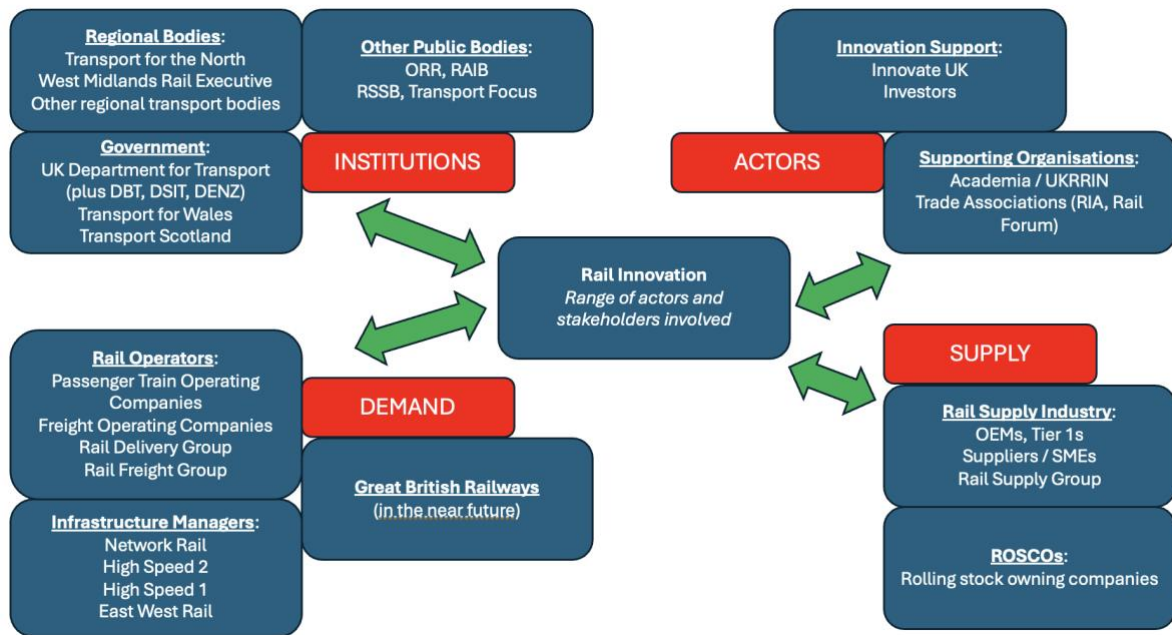 Regional Bodies:
Transport for the North
West Midlands Rail Executive
Other regional transport bodies
Other Public Bodies:
ORR, RAIB
RSSB, Transport Focus
Government:
UK Department for Transport
(plus DBT, DSIT, DENZ)
Transport for Wales
Transport Scotland
INSTITUTIONS
Innovation Support:
Innovate UK
Investors
ACTORS
Supporting Organisations:
Academia / UKRRIN
Trade Associations (RIA, Rail
Forum)
Rail Innovation
Range of actors and
stakeholders involved
Rail Operators:
Passenger Train Operating
Companies
Freight Operating Companies
Rail Delivery Group
Rail Freight Group
DEMAND
Great British Railways
(in the near future)
Infrastructure Managers:
Network Rail
High Speed 2
High Speed 1
East West Rail
SUPPLY
Rail Supply Industry:
OEMs, Tier 1s
Suppliers / SMEs
Rail Supply Group
ROSCOs:
Rolling stock owning companies